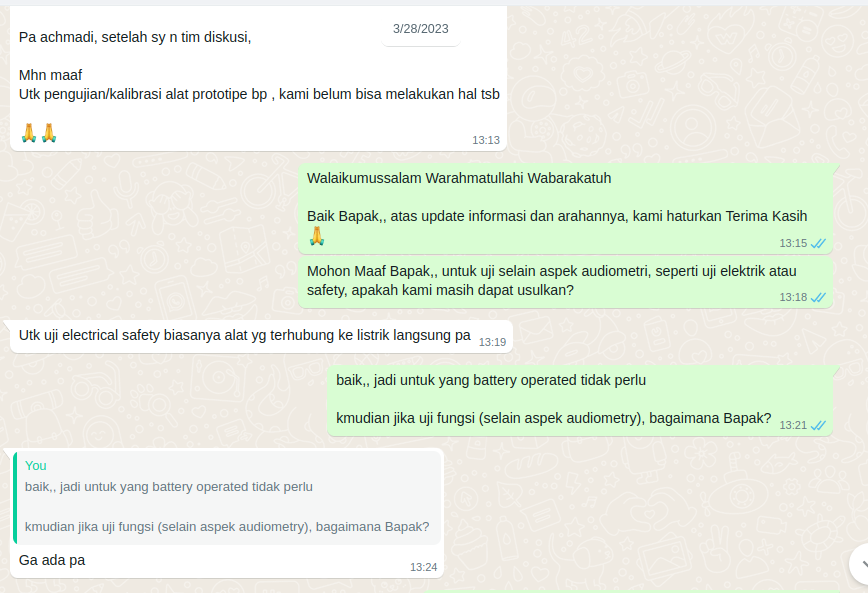 3/28/2023
Pa achmadi, setelah sy n tim diskusi,
Mhn maaf
Utk pengujian/kalibrasi alat prototipe bp , kami belum bisa melakukan hal tsb
🙏🙏
13:13
Walaikumussalam Warahmatullahi Wabarakatuh
Baik Bapak,, atas update informasi dan arahannya, kami haturkan Terima Kasih
🙏
13:15
Mohon Maaf Bapak,, untuk uji selain aspek audiometri, seperti uji elektrik atau
safety, apakah kami masih dapat usulkan?
13:18
Utk uji electrical safety biasanya alat yg terhubung ke listrik langsung pa
13:19
baik,, jadi untuk yang battery operated tidak perlu
kmudian jika uji fungsi (selain aspek audiometry), bagaimana Bapak?
13:21
You
baik,, jadi untuk yang battery operated tidak perlu
kmudian jika uji fungsi (selain aspek audiometry), bagaimana Bapak?
Ga ada pa
13:24